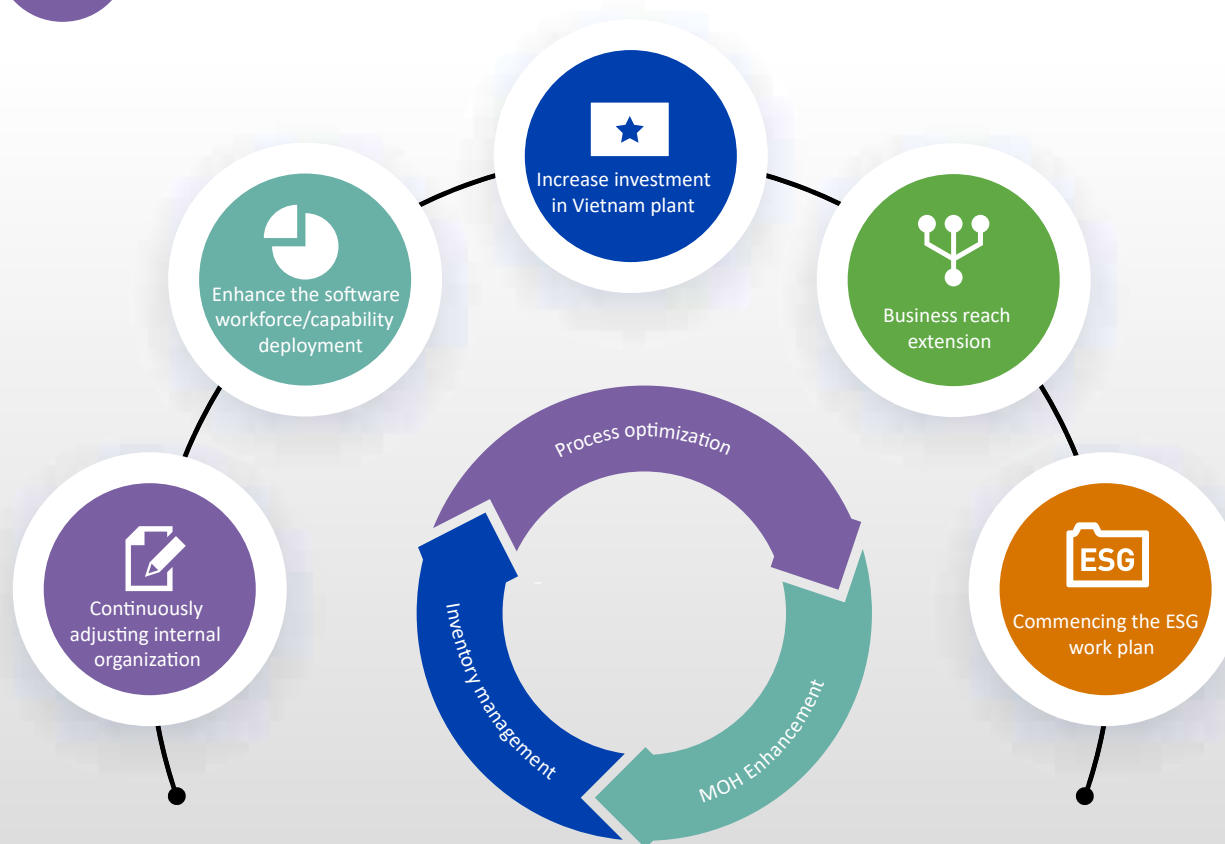 Increase investment
in Vietnam plant
Enhance the software
workforce/capability
deployment
Business reach
extension
Continuously
adjusting internal
organization
ESG
Commencing the ESG
work plan
Process optimization
Inventory management
MOH Enhancement